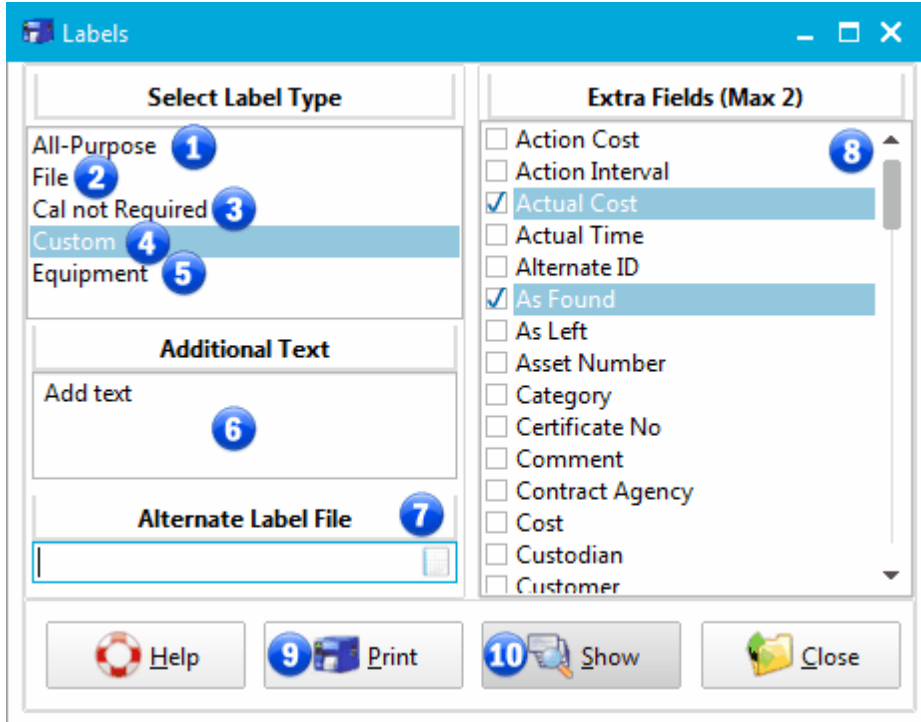 Labels
Select Label Type
All-Purpose 1
File 2
Cal not Required 3
Custom 4
Equipment 5
Additional Text
Add text
6
Alternate Label File 7
Extra Fields (Max 2)
8
Action Cost
Action Interval
Actual Cost
Actual Time
Alternate ID
As Found
As Left
Asset Number
Category
Certificate No
Comment
Contract Agency
Cost
Custodian
Customer
Help
9 Print
10 Show
Close